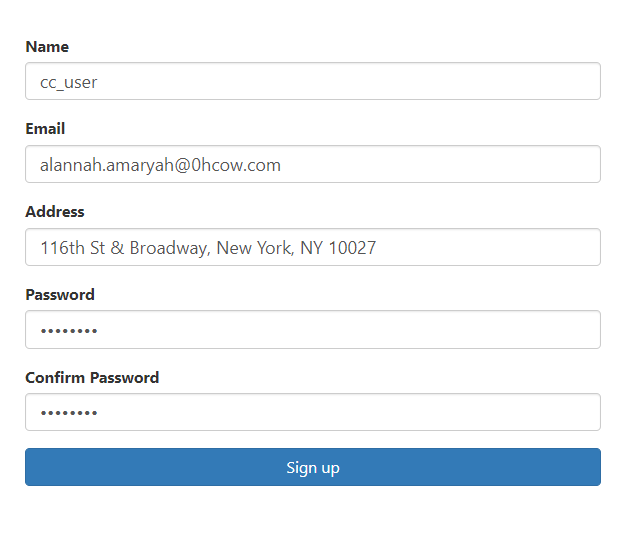 Name
cc_user
Email
alannah.amaryah@0hcow.com
Address
116th St & Broadway, New York, NY 10027
Password
••••••••
Confirm Password
••••••••
Sign up